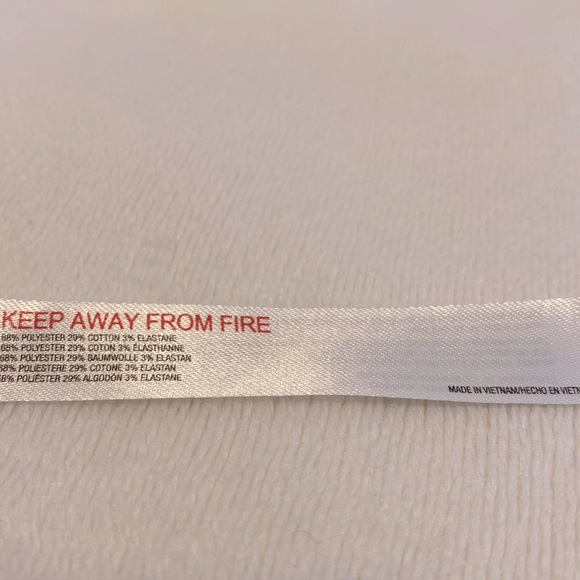 KEEP AWAY FROM FIRE
68% POLYESTER 29% COTTON 3% ELASTANE
68% POLYESTER 29% COTON 3% ÉLASTHANNE
68% POLYESTER 29% BAUMWOLLE 3% ELASTAN
68% POLIESTERE 29% COTONE 3% ELASTAN
68% POLIÉSTER 29% ALGODÓN 3% ELASTANE
MADE IN VIETNAM/HECHO EN VIETN